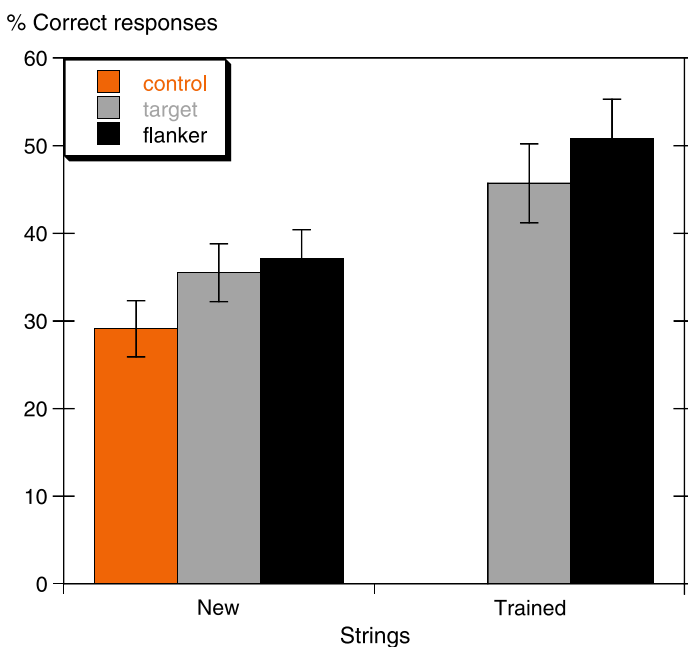 % Correct responses
60
control
target
flanker
50
40
30
20
10
0
New
Trained
Strings